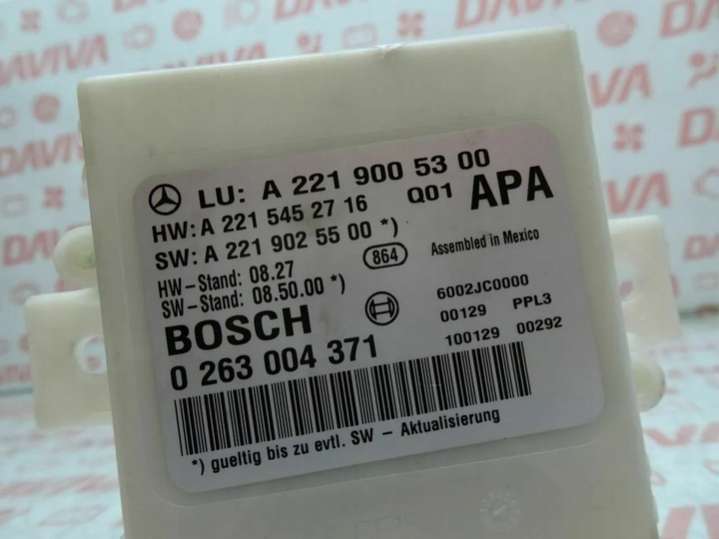 DAVIVA
LU: A 221 900 53 00
HW: A 221 545 27 16 Q01 APA
SW: A 221 902 55 00 *)
864 Assembled in Mexico
HW-Stand: 08.27
SW-Stand: 08.50.00 *)
6002JC0000
00129 PPL3
100129 00292
BOSCH
0 263 004 371
*) gueltig bis zu evtl. SW - Aktualisierung